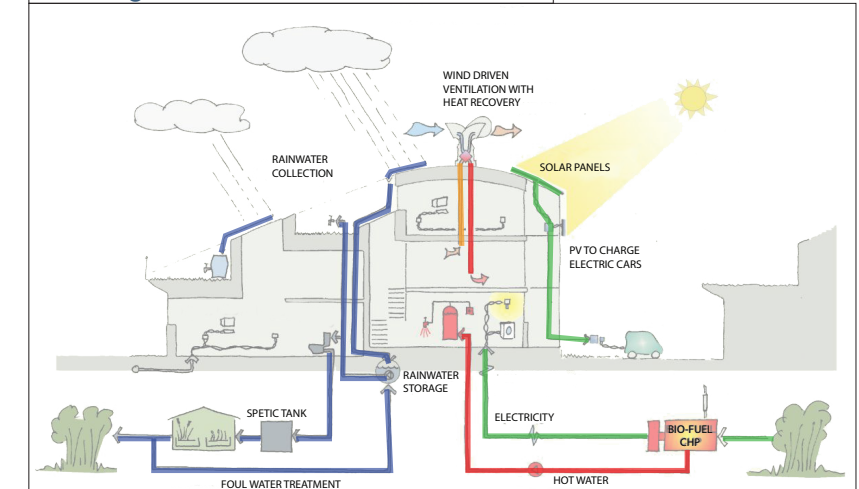 WIND DRIVEN
VENTILATION WITH
HEAT RECOVERY
RAINWATER
COLLECTION
SOLAR PANELS
PV TO CHARGE
ELECTRIC CARS
RAINWATER
STORAGE
SPETIC TANK
ELECTRICITY
BIO-FUEL
CHP
HOT WATER
FOUL WATER TREATMENT